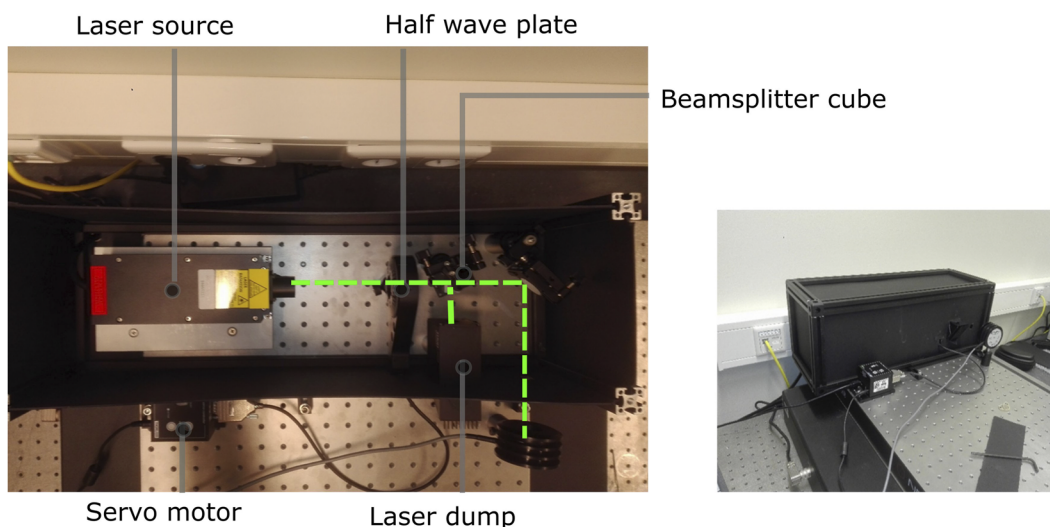 Laser source
Half wave plate
Beamsplitter cube
Servo motor
Laser dump